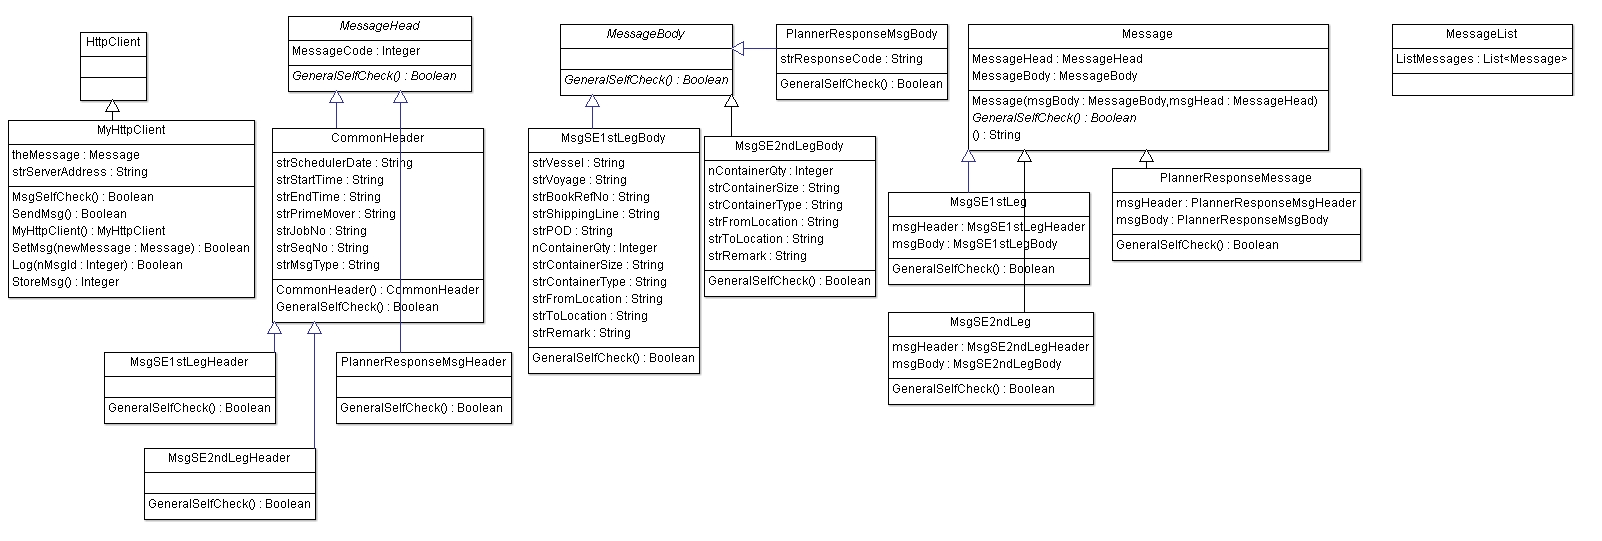 HttpClient
MyHttpClient
theMessage : Message
strServerAddress : String
MsgSelfCheck() : Boolean
SendMsg() : Boolean
MyHttpClient() : MyHttpClient
SetMsg(newMessage : Message) : Boolean
Log(nMsgId : Integer) : Boolean
StoreMsg() : Integer
MessageHead
MessageCode : Integer
GeneralSelfCheck() : Boolean
CommonHeader
strSchedulerDate : String
strStartTime : String
strEndTime : String
strPrimeMover : String
strJobNo : String
strSeqNo : String
strMsgType : String
CommonHeader() : CommonHeader
GeneralSelfCheck() : Boolean
MsgSE1stLegHeader
GeneralSelfCheck() : Boolean
PlannerResponseMsgHeader
GeneralSelfCheck() : Boolean
MsgSE2ndLegHeader
GeneralSelfCheck() : Boolean
MessageBody
GeneralSelfCheck() : Boolean
PlannerResponseMsgBody
strResponseCode : String
GeneralSelfCheck() : Boolean
MsgSE1stLegBody
strVessel : String
strVoyage : String
strBookRefNo : String
strShippingLine : String
strPOD : String
nContainerQty : Integer
strContainerSize : String
strContainerType : String
strFromLocation : String
strToLocation : String
strRemark : String
GeneralSelfCheck() : Boolean
MsgSE2ndLegBody
nContainerQty : Integer
strContainerSize : String
strContainerType : String
strFromLocation : String
strToLocation : String
strRemark : String
GeneralSelfCheck() : Boolean
Message
MessageHead : MessageHead
MessageBody : MessageBody
Message(msgBody : MessageBody,msgHead : MessageHead)
GeneralSelfCheck() : Boolean
() : String
MsgSE1stLeg
msgHeader : MsgSE1stLegHeader
msgBody : MsgSE1stLegBody
GeneralSelfCheck() : Boolean
PlannerResponseMessage
msgHeader : PlannerResponseMsgHeader
msgBody : PlannerResponseMsgBody
GeneralSelfCheck() : Boolean
MsgSE2ndLeg
msgHeader : MsgSE2ndLegHeader
msgBody : MsgSE2ndLegBody
GeneralSelfCheck() : Boolean
MessageList
ListMessages : List<Message>